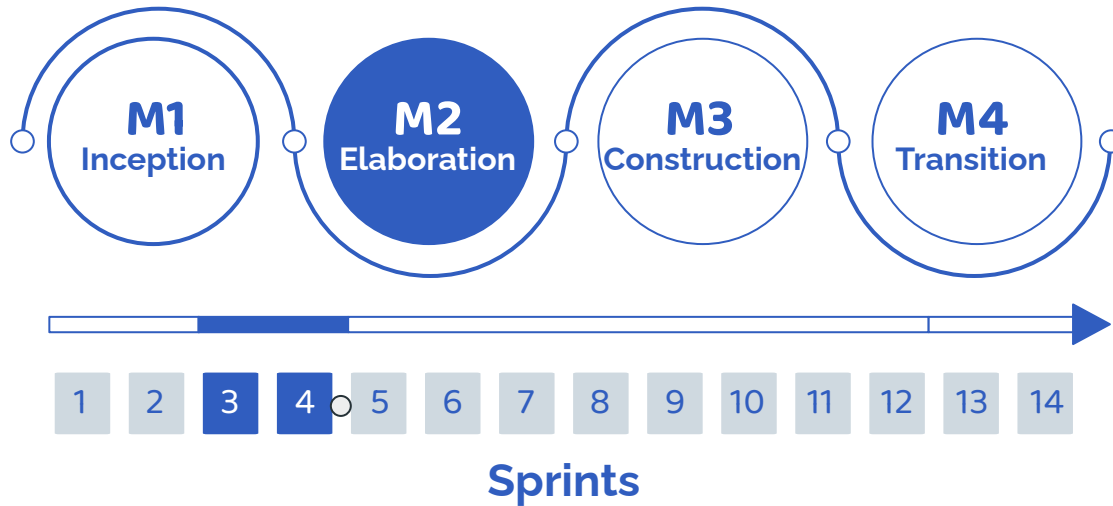 M1
Inception
M2
Elaboration
M3
Construction
M4
Transition
1 2 3 4 5 6 7 8 9 10 11 12 13 14
Sprints